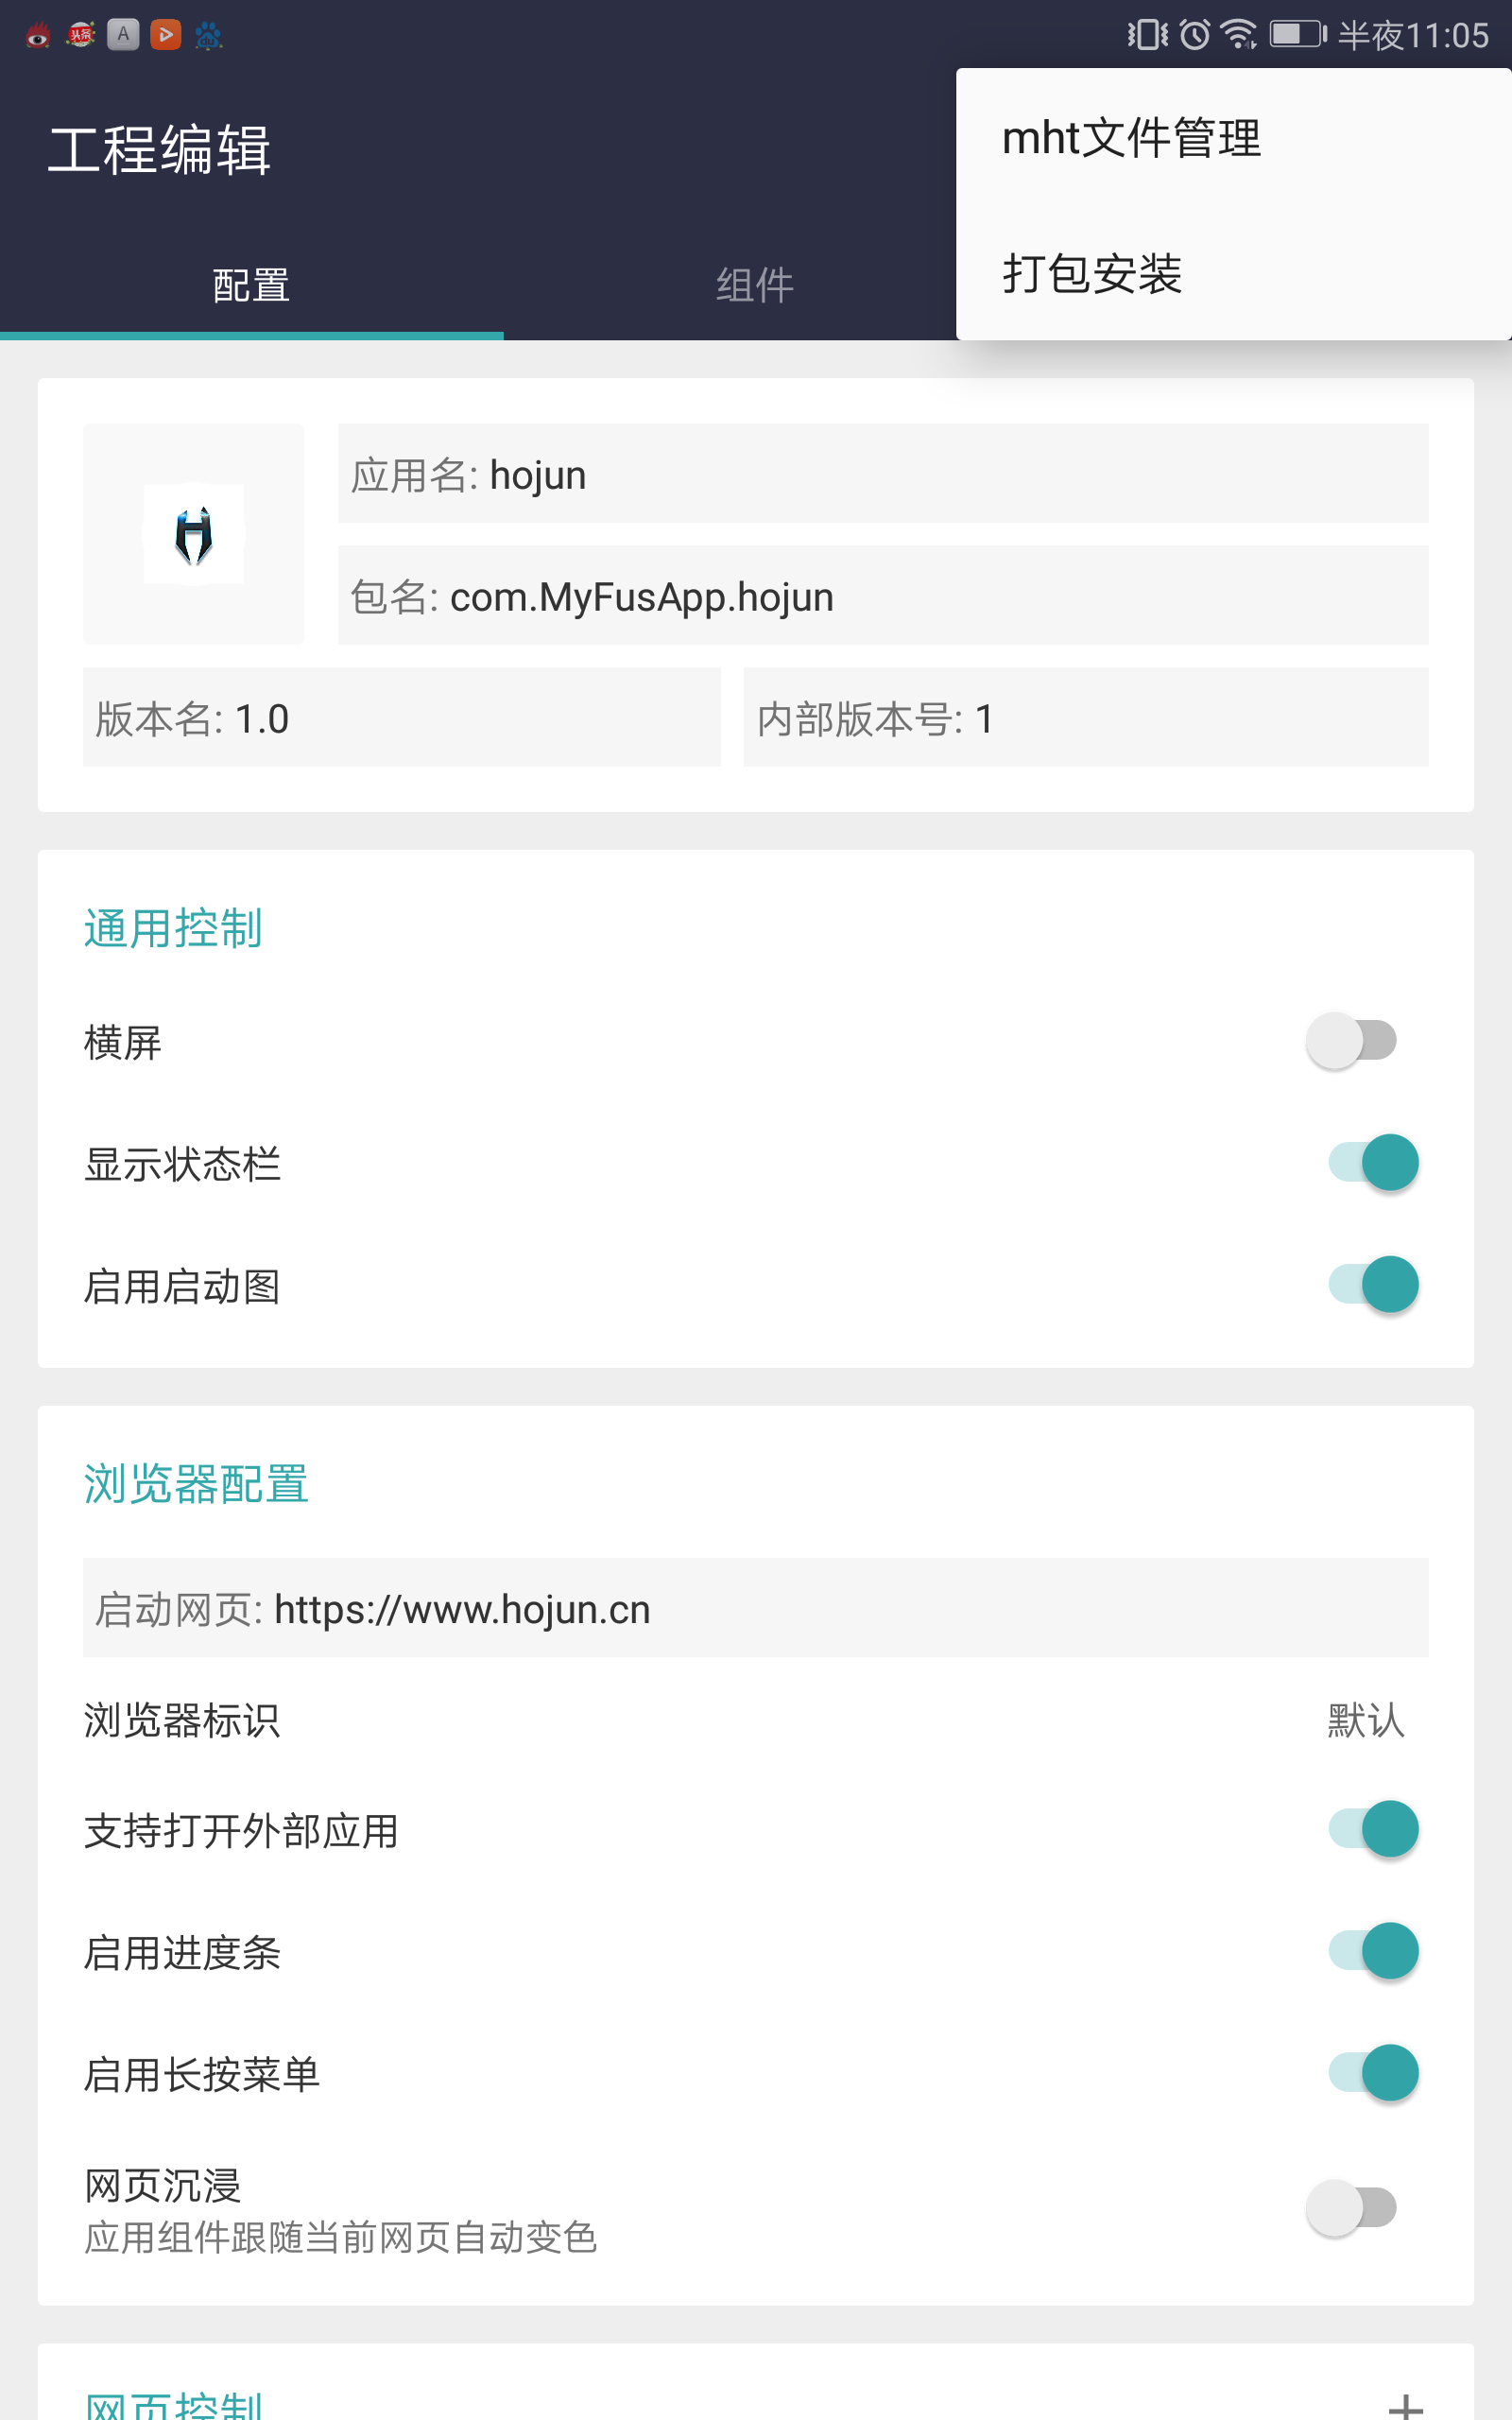 半夜11:05
工程编辑
mht文件管理
打包安装
配置
组件
应用名: hojun
包名: com.MyFusApp.hojun
版本名: 1.0
内部版本号: 1
通用控制
横屏
显示状态栏
启用启动图
浏览器配置
启动网页: https://www.hojun.cn
浏览器标识
默认
支持打开外部应用
启用进度条
启用长按菜单
网页沉浸
应用组件跟随当前网页自动变色
网页控制